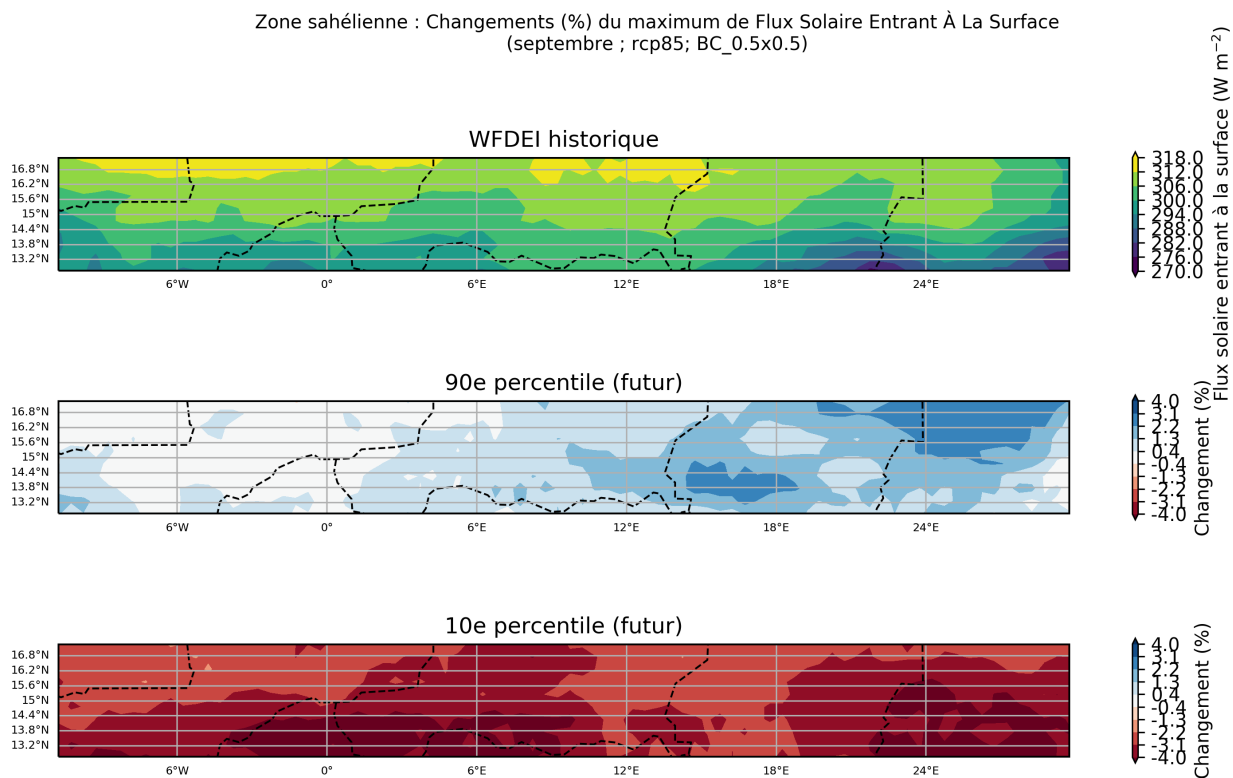 Zone sahélienne : Changements (%) du maximum de Flux Solaire Entrant À La Surface
(septembre ; rcp85; BC_0.5x0.5)
WFDEI historique
16.8°N
16.2°N
15.6°N
15°N
14.4°N
13.8°N
13.2°N
6°W
0°
6°E
12°E
18°E
24°E
318.0
312.0
306.0
300.0
294.0
288.0
282.0
276.0
270.0
Flux solaire entrant à la surface (W m⁻²)
90e percentile (futur)
16.8°N
16.2°N
15.6°N
15°N
14.4°N
13.8°N
13.2°N
6°W
0°
6°E
12°E
18°E
24°E
4.0
3.1
2.2
1.3
0.4
-0.4
-1.3
-2.2
-3.1
-4.0
Changement (%)
10e percentile (futur)
16.8°N
16.2°N
15.6°N
15°N
14.4°N
13.8°N
13.2°N
6°W
0°
6°E
12°E
18°E
24°E
4.0
3.1
2.2
1.3
0.4
-0.4
-1.3
-2.2
-3.1
-4.0
Changement (%)